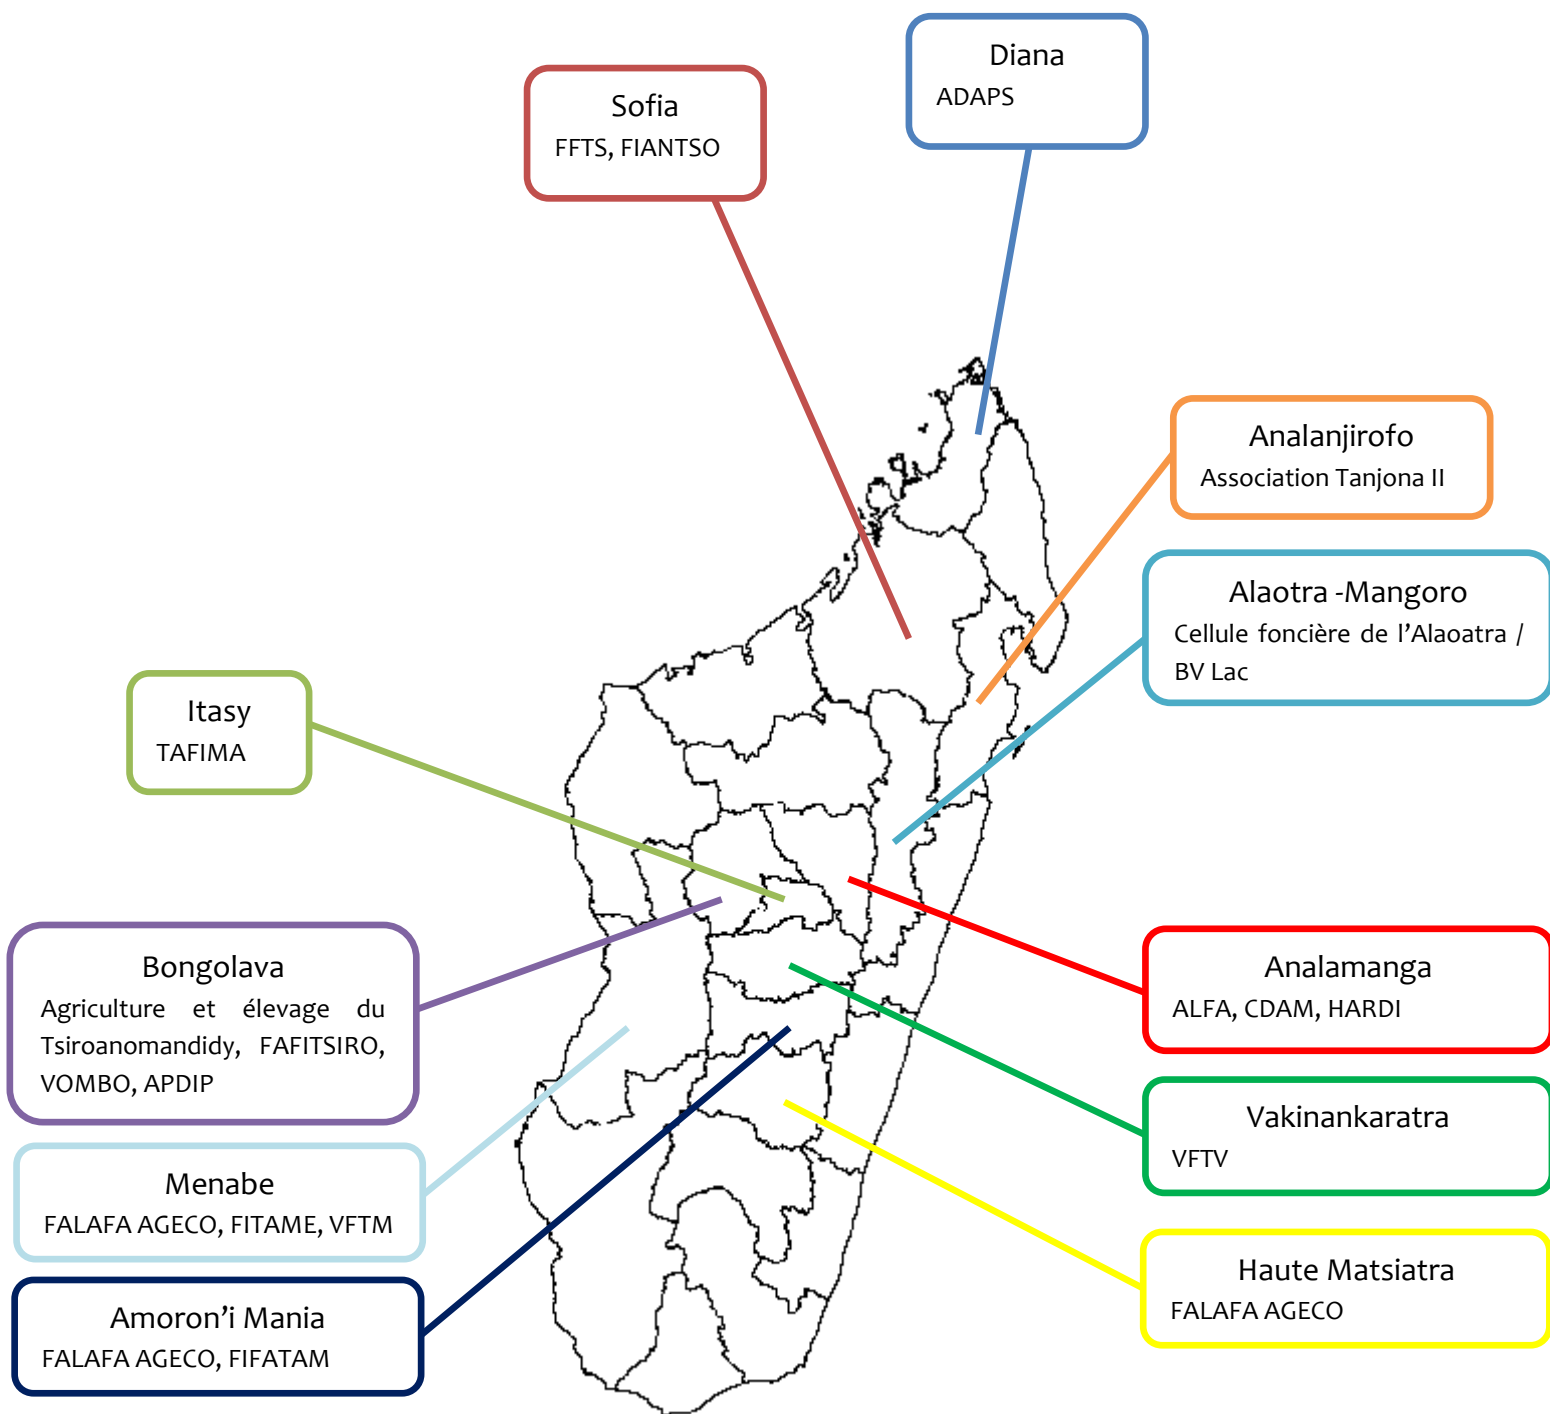 Diana
ADAPS
Sofia
FFTS, FIANTSO
Analanjirofo
Association Tanjona II
Alaotra -Mangoro
Cellule foncière de l’Alaoatra /
BV Lac
Itasy
TAFIMA
Bongolava
Agriculture et élevage du
Tsiroanomandidy, FAFITSIRO,
VOMBO, APDIP
Analamanga
ALFA, CDAM, HARDI
Vakinankaratra
VFTV
Menabe
FALAFA AGECO, FITAME, VFTM
Haute Matsiatra
FALAFA AGECO
Amoron’i Mania
FALAFA AGECO, FIFATAM